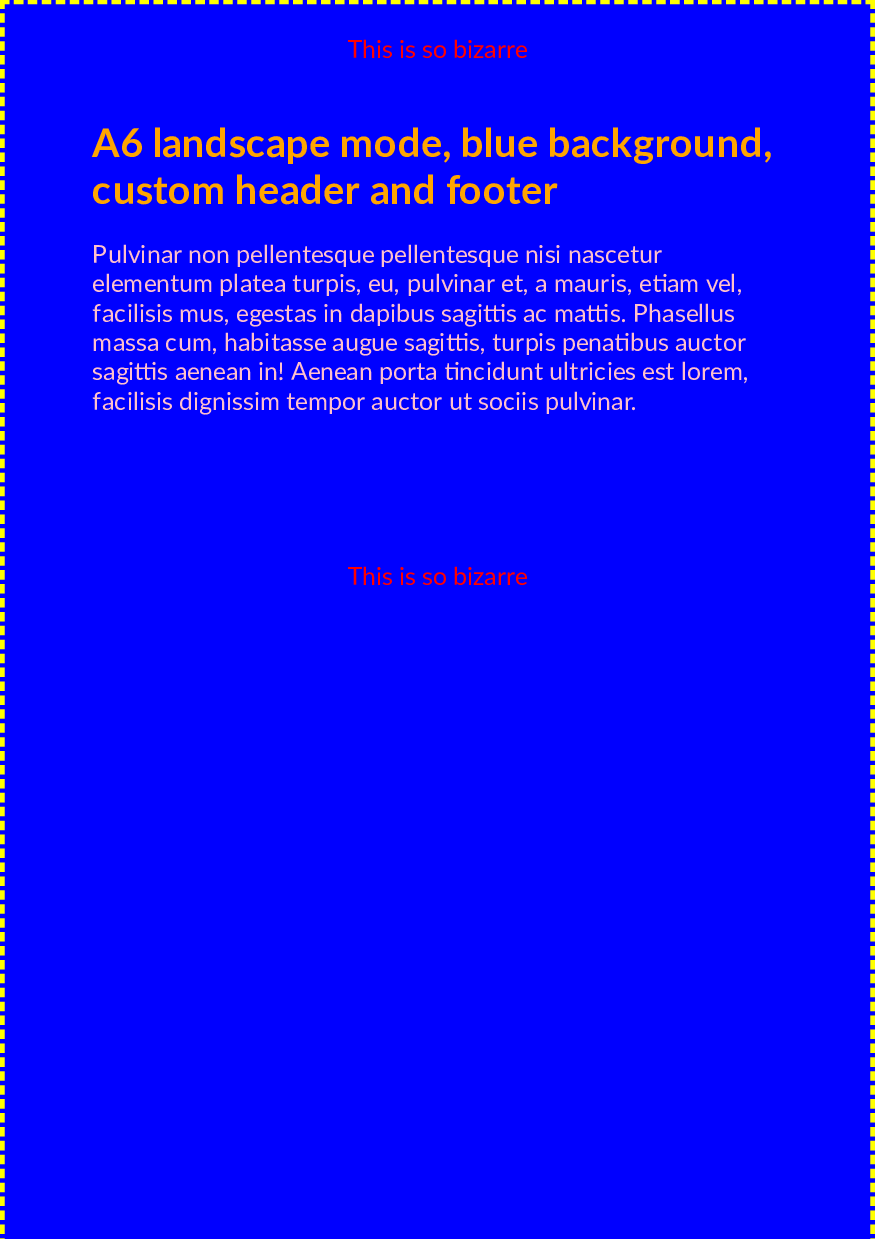 This is so bizarre
A6 landscape mode, blue background,
custom header and footer
Pulvinar non pellentesque pellentesque nisi nascetur
elementum platea turpis, eu, pulvinar et, a mauris, etiam vel,
facilisis mus, egestas in dapibus sagittis ac mattis. Phasellus
massa cum, habitasse augue sagittis, turpis penatibus auctor
sagittis aenean in! Aenean porta tincidunt ultricies est lorem,
facilisis dignissim tempor auctor ut sociis pulvinar.
This is so bizarre